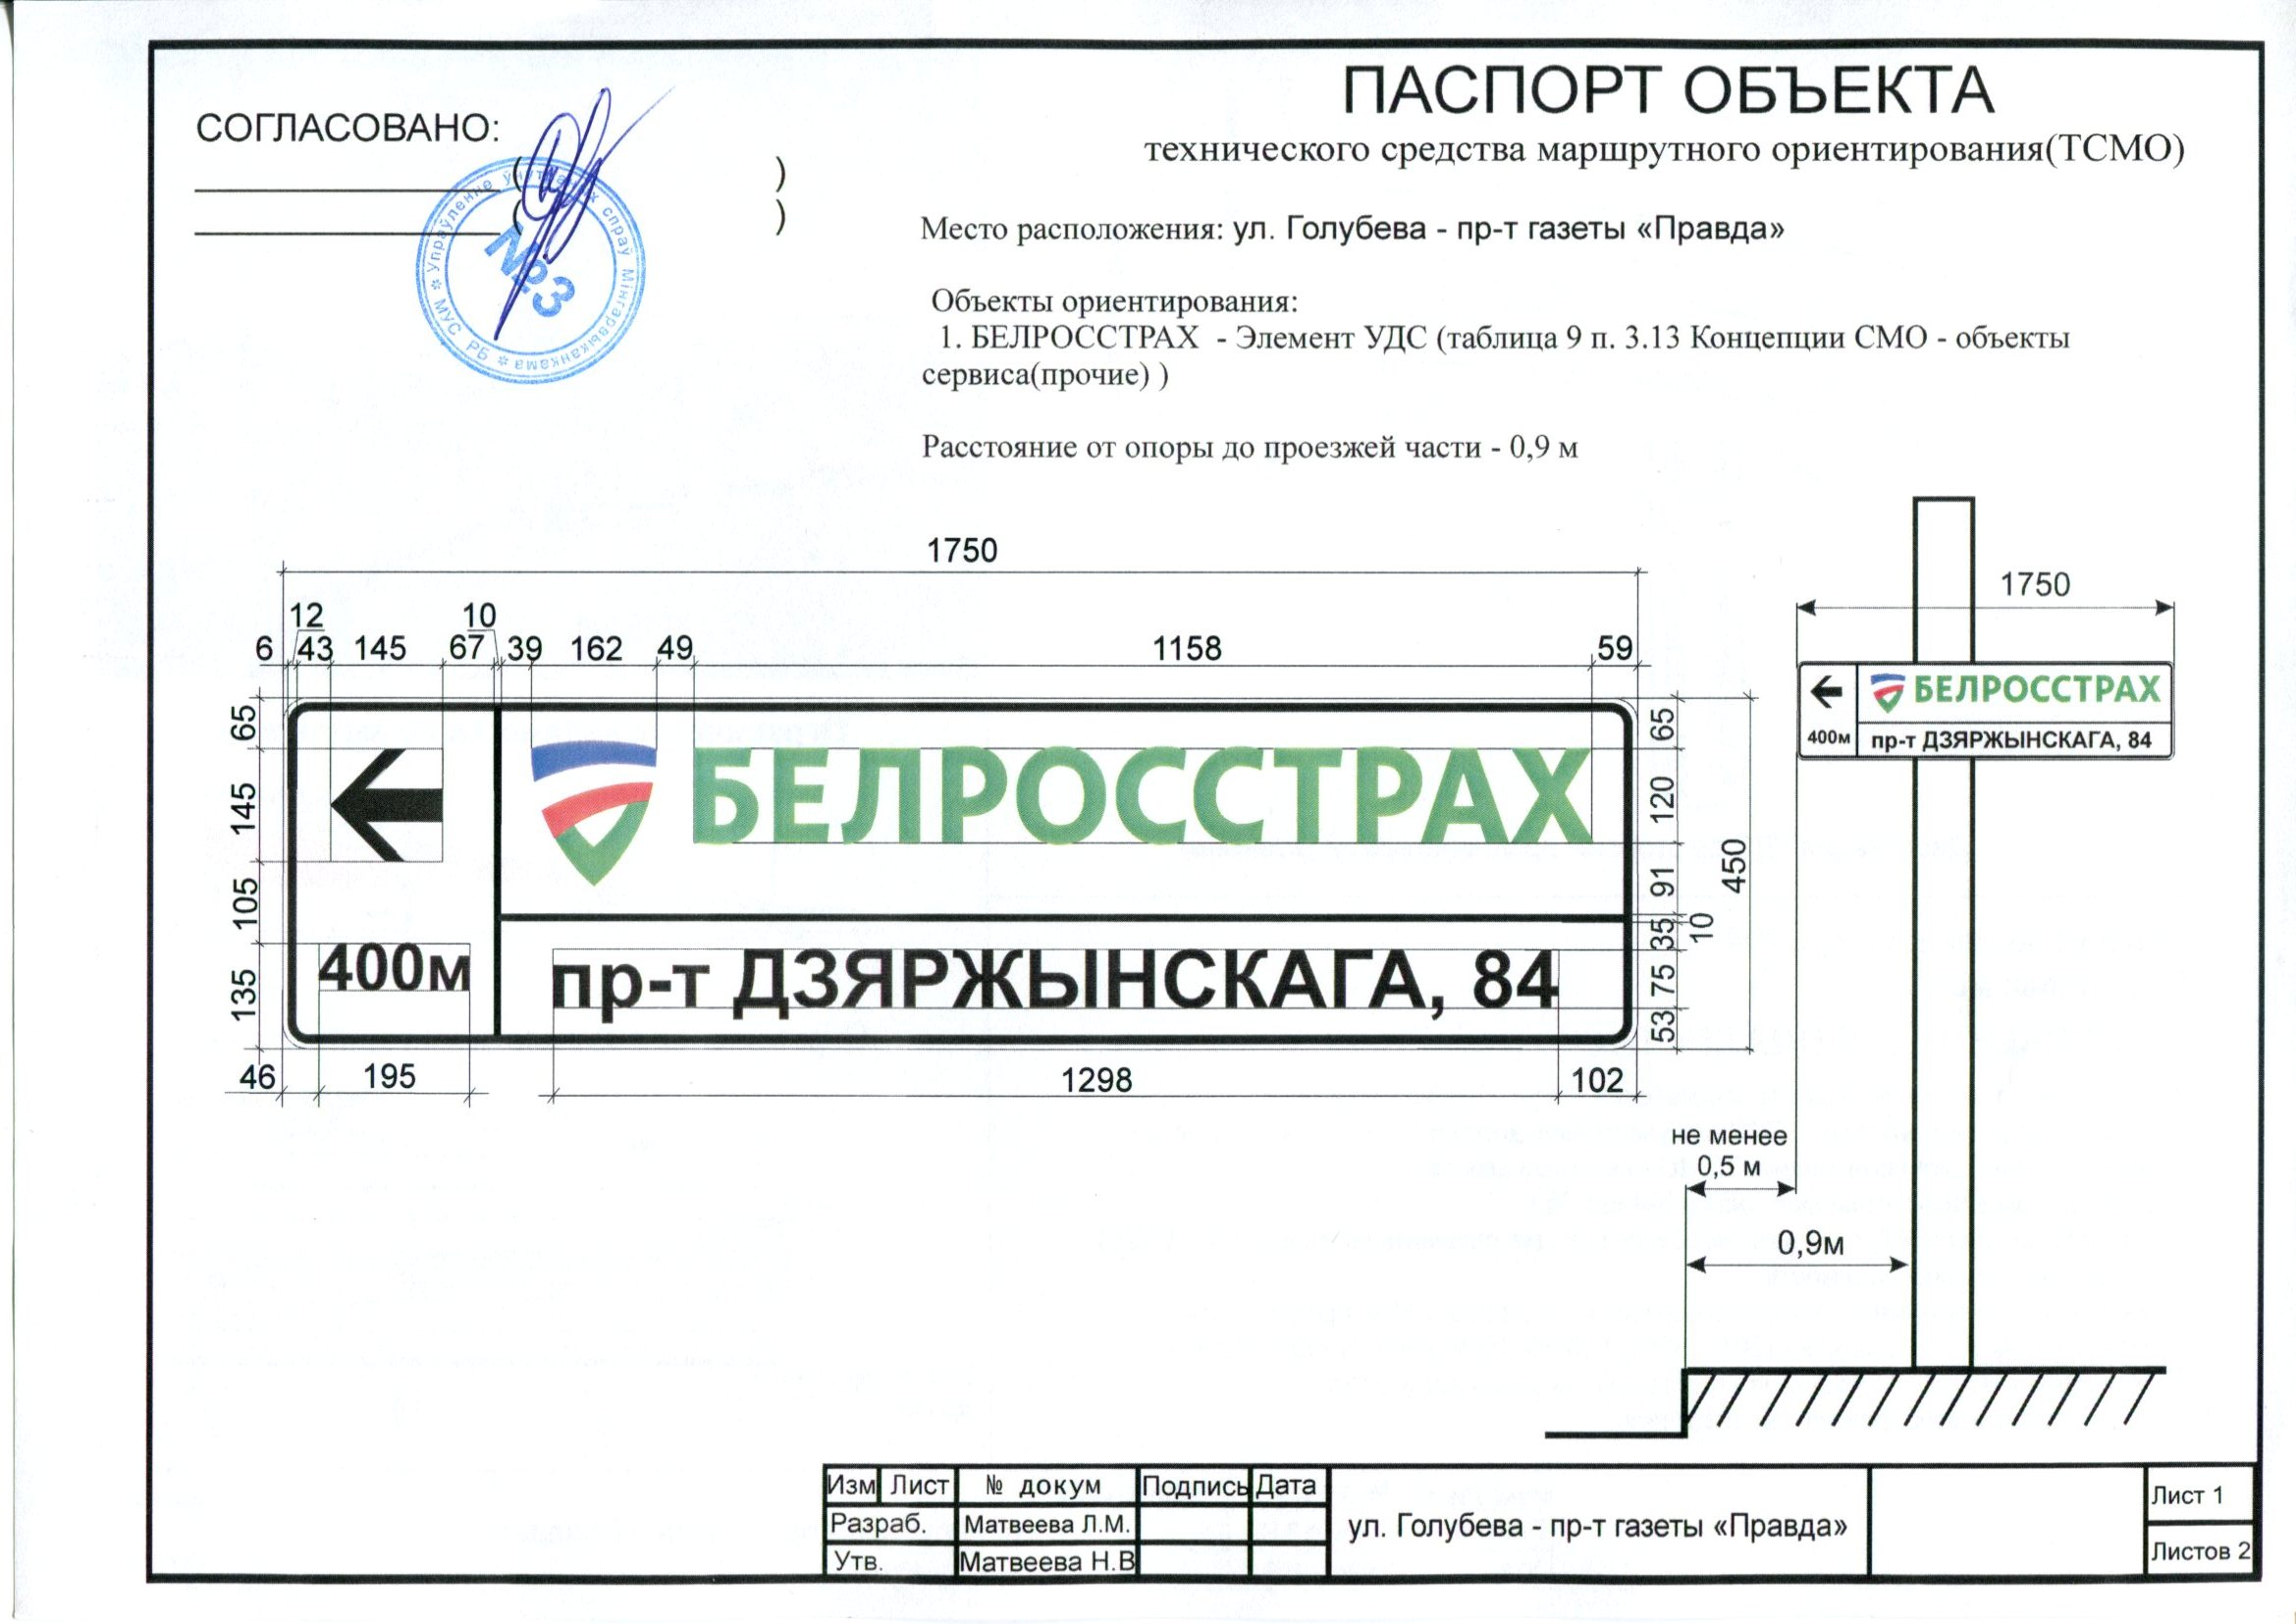 ПАСПОРТ ОБЪЕКТА
технического средства маршрутного ориентирования(ТСМО)
СОГЛАСОВАНО:
( )
( )
Упраўленне ўнутраных спраў Мінгарвыканкама * МУС РБ *
№3
Место расположения: ул. Голубева - пр-т газеты «Правда»
Объекты ориентирования:
1. БЕЛРОССТРАХ - Элемент УДС (таблица 9 п. 3.13 Концепции СМО - объекты
сервиса(прочие) )
Расстояние от опоры до проезжей части - 0,9 м
1750
12 10
6 43 145 67 39 162 49 1158 59
65
145
105
135
БЕЛРОССТРАХ
400м
пр-т ДЗЯРЖЫНСКАГА, 84
65
120
91
35
10
75
53
450
46 195 1298 102
1750
БЕЛРОССТРАХ
400м
пр-т ДЗЯРЖЫНСКАГА, 84
не менее
0,5 м
0,9м
Изм Лист № докум Подпись Дата
Разраб. Матвеева Л.М.
Утв. Матвеева Н.В
ул. Голубева - пр-т газеты «Правда»
Лист 1
Листов 2